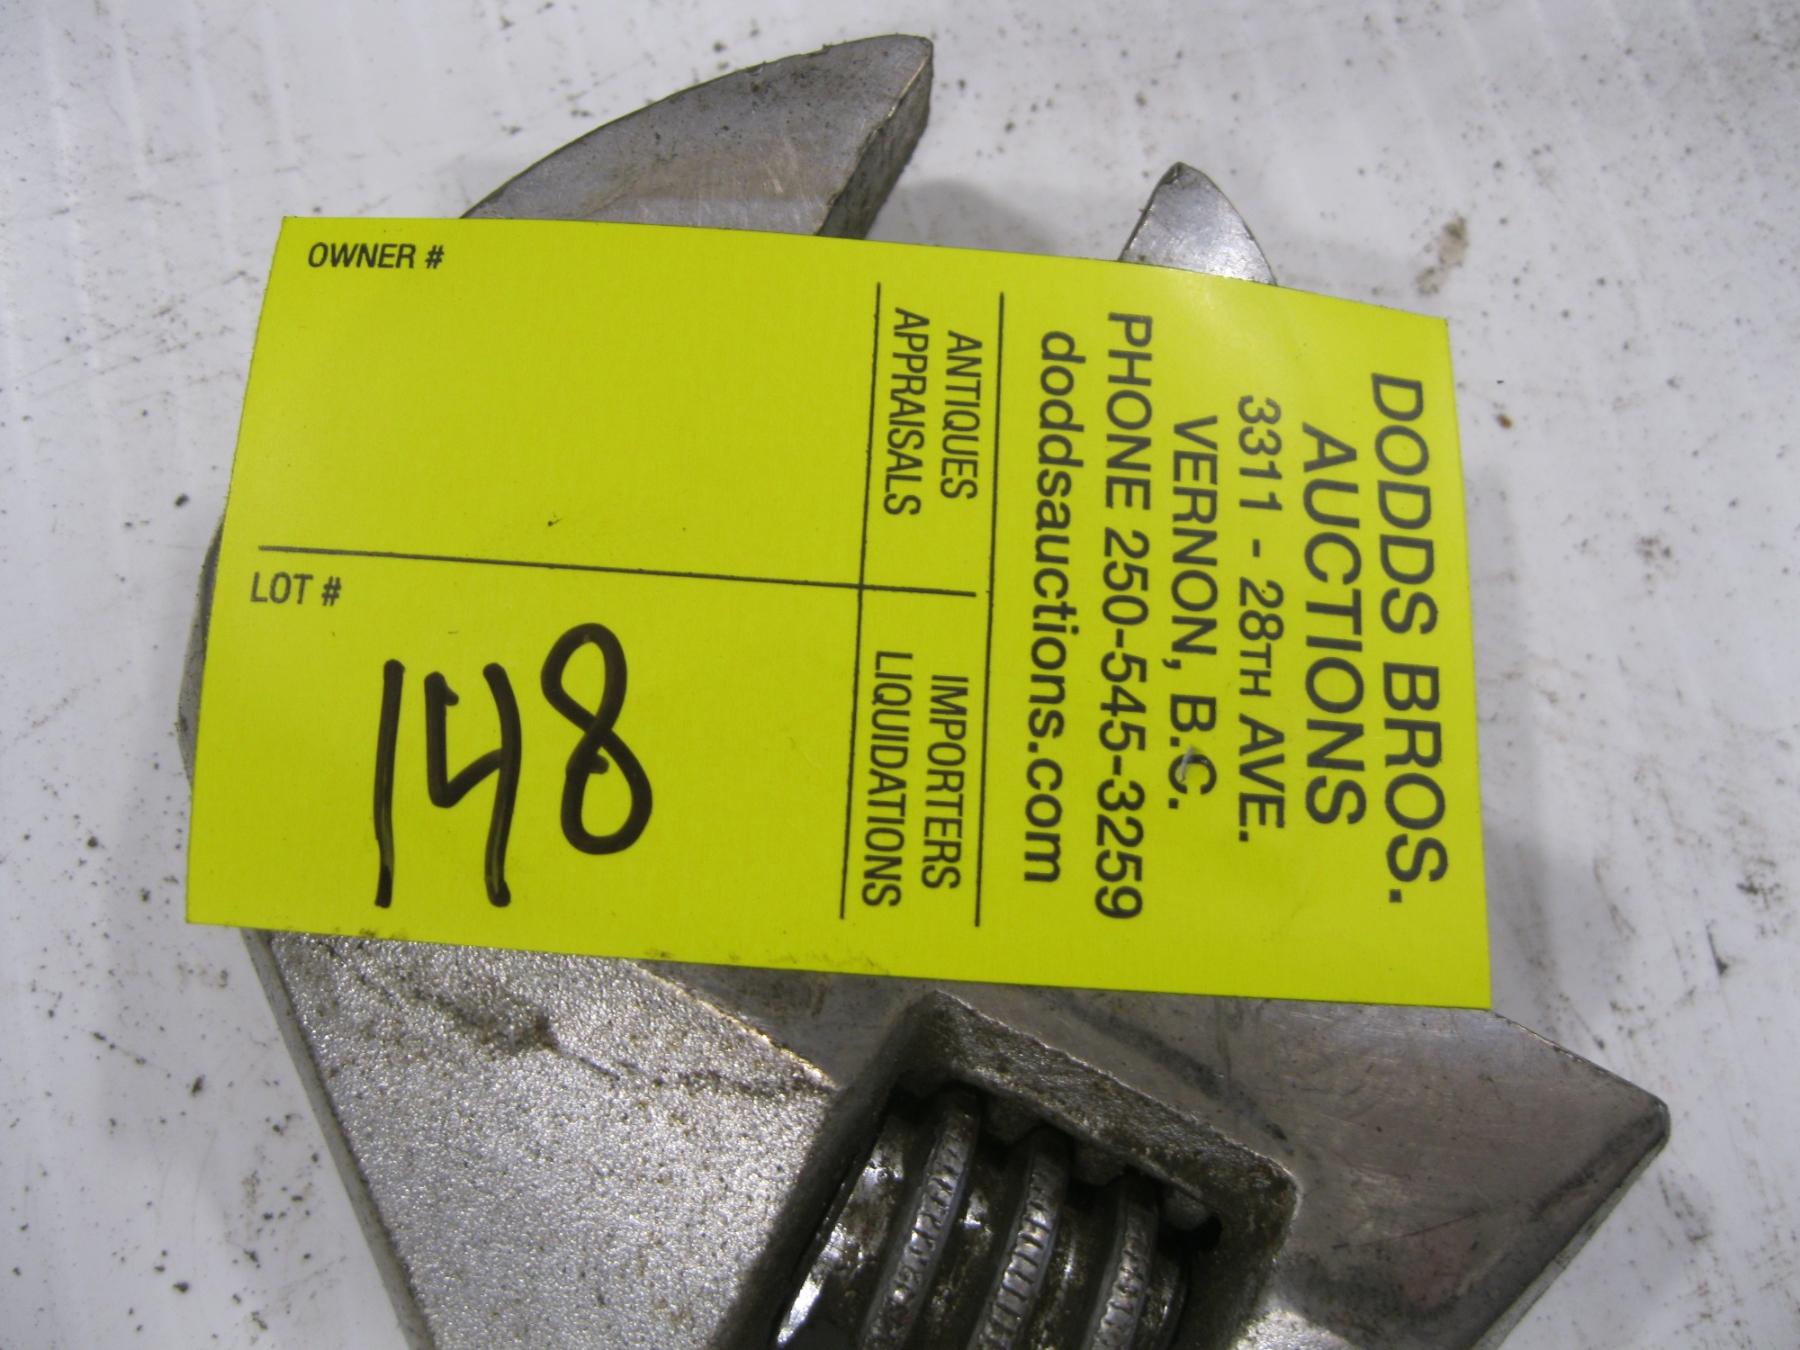 OWNER #
LOT #
148
DODDS BROS.
AUCTIONS
3311 - 28TH AVE.
VERNON, B.C.
PHONE 250-545-3259
doddsauctions.com
ANTIQUES
APPRAISALS
IMPORTERS
LIQUIDATIONS